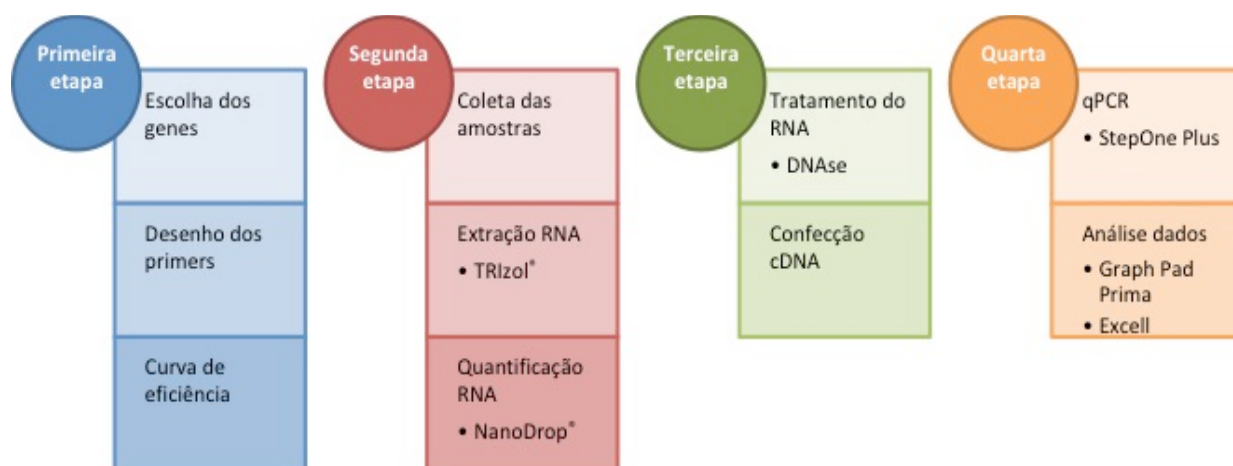 Primeira
etapa
Escolha dos
genes
Desenho dos
primers
Curva de
eficiência
Segunda
etapa
Coleta das
amostras
Extração RNA
• TRIzol®
Quantificação
RNA
• NanoDrop®
Terceira
etapa
Tratamento do
RNA
• DNAse
Confecção
cDNA
Quarta
etapa
qPCR
• StepOne Plus
Análise dados
• Graph Pad
Prima
• Excell